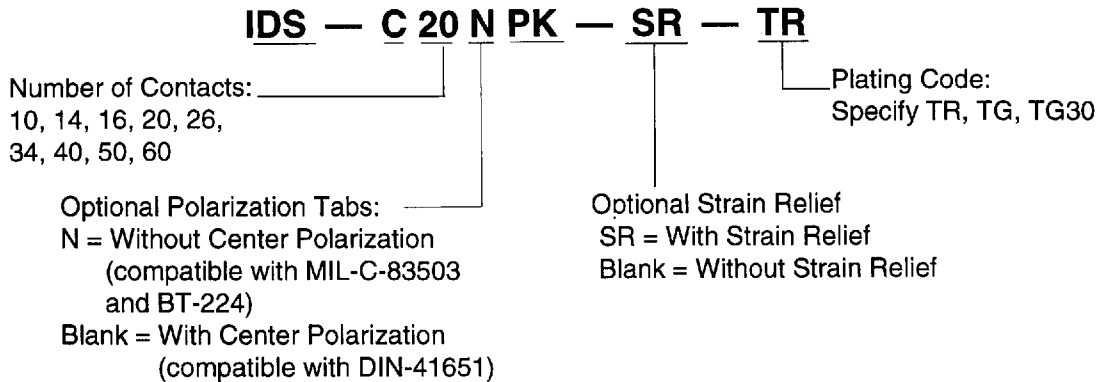 IDS — C 20 N PK — SR — TR
Number of Contacts:
10, 14, 16, 20, 26,
34, 40, 50, 60
Plating Code:
Specify TR, TG, TG30
Optional Polarization Tabs:
N = Without Center Polarization
(compatible with MIL-C-83503
and BT-224)
Blank = With Center Polarization
(compatible with DIN-41651)
Optional Strain Relief
SR = With Strain Relief
Blank = Without Strain Relief